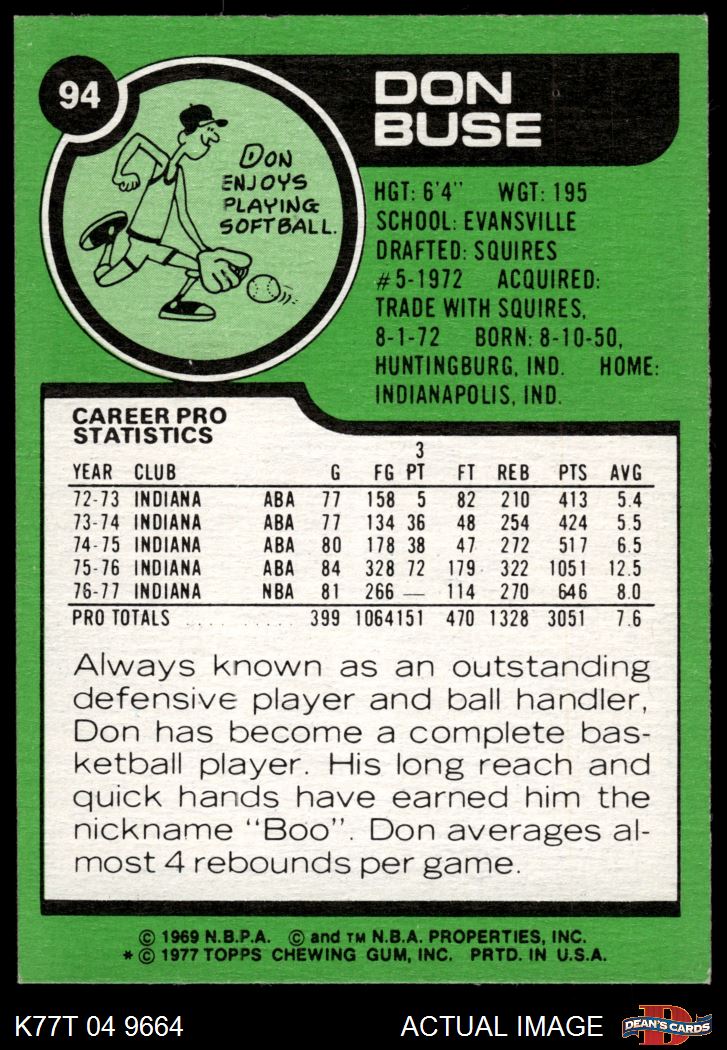 94
DON
BUSE
DON
ENJOYS
PLAYING
SOFTBALL.
HGT: 6'4" WGT: 195
SCHOOL: EVANSVILLE
DRAFTED: SQUIRES
#5-1972 ACQUIRED:
TRADE WITH SQUIRES,
8-1-72 BORN: 8-10-50,
HUNTINGBURG, IND. HOME:
INDIANAPOLIS, IND.
CAREER PRO
STATISTICS
3
YEAR CLUB G FG PT FT REB PTS AVG
72-73 INDIANA ABA 77 158 5 82 210 413 5.4
73-74 INDIANA ABA 77 134 36 48 254 424 5.5
74-75 INDIANA ABA 80 178 38 47 272 517 6.5
75-76 INDIANA ABA 84 328 72 179 322 1051 12.5
76-77 INDIANA NBA 81 266 — 114 270 646 8.0
PRO TOTALS . . . . . . . . . . 399 1064 151 470 1328 3051 7.6
Always known as an outstanding
defensive player and ball handler,
Don has become a complete bas-
ketball player. His long reach and
quick hands have earned him the
nickname "Boo". Don averages al-
most 4 rebounds per game.
© 1969 N.B.P.A. © and TM N.B.A. PROPERTIES, INC.
* © 1977 TOPPS CHEWING GUM, INC. PRTD. IN U.S.A.
K77T 04 9664 ACTUAL IMAGE
D
DEAN'S CARDS